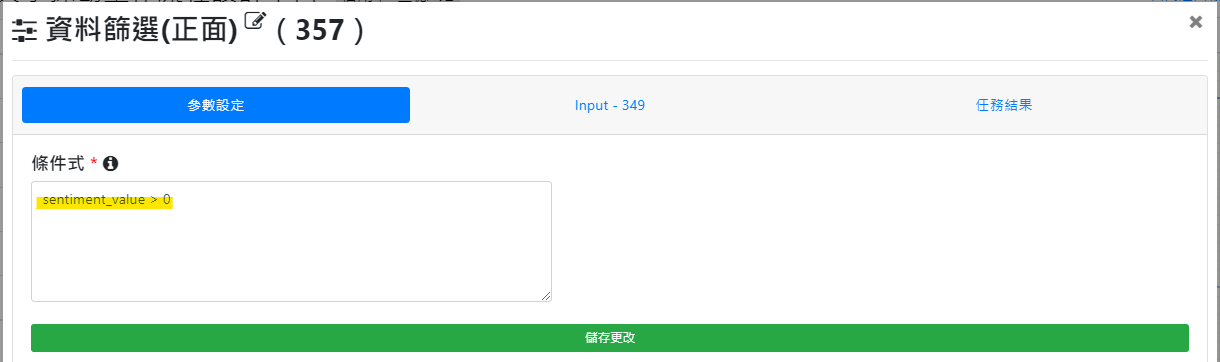 資料篩選(正面) ( 357 )
×
參數設定
Input - 349
任務結果
條件式 *
sentiment_value > 0
儲存更改